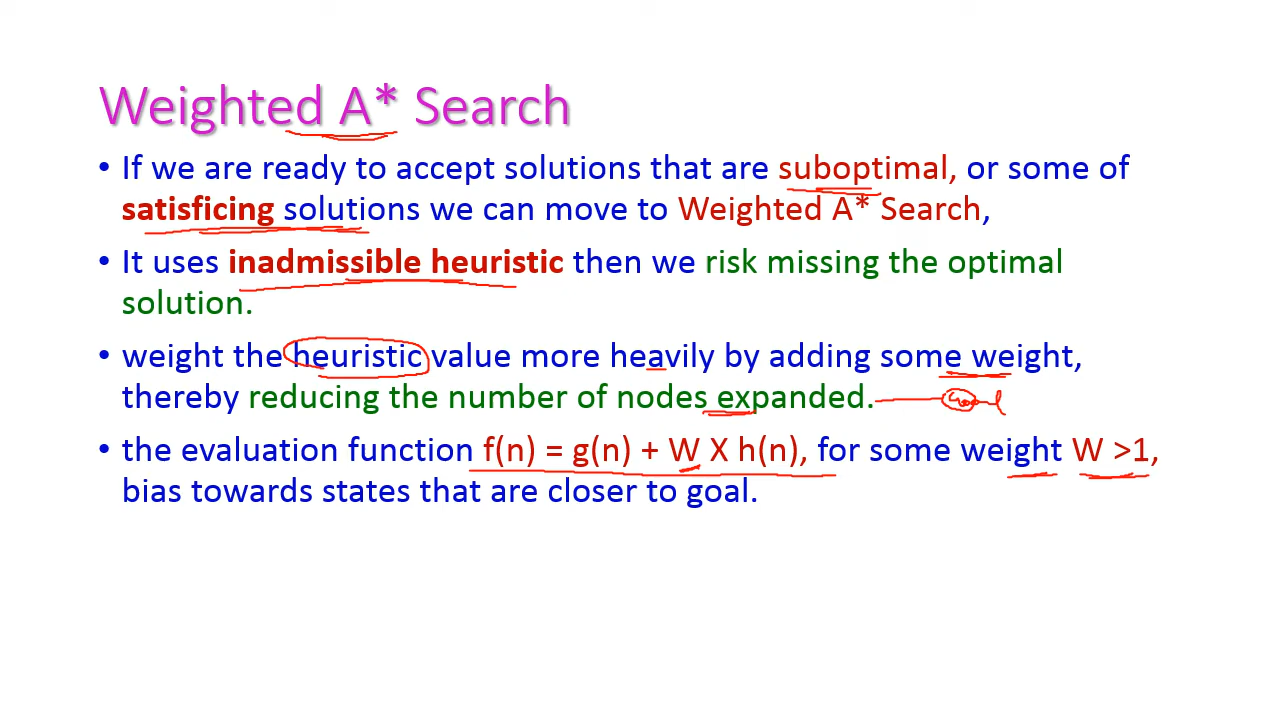 Weighted A* Search
• If we are ready to accept solutions that are suboptimal, or some of
satisficing solutions we can move to Weighted A* Search,
• It uses inadmissible heuristic then we risk missing the optimal
solution.
• weight the heuristic value more heavily by adding some weight,
thereby reducing the number of nodes expanded.
• the evaluation function f(n) = g(n) + W X h(n), for some weight W >1,
bias towards states that are closer to goal.